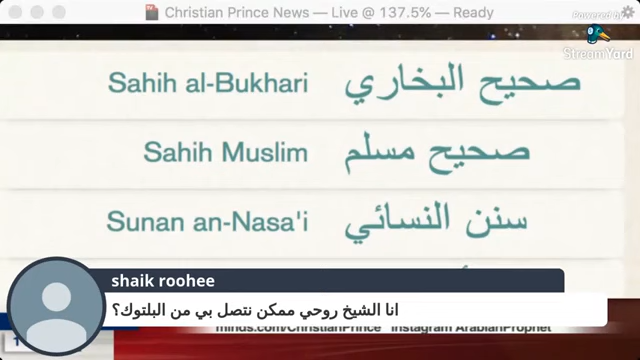 Christian Prince News — Live @ 137.5% — Ready
Powered by
StreamYard
Sahih al-Bukhari صحيح البخاري
Sahih Muslim صحيح مسلم
Sunan an-Nasa'i سنن النسائي
shaik roohee
انا الشيخ روحي ممكن نتصل بي من البلتوك؟
minds.com/ChristianPrince Instagram ArabianProphet